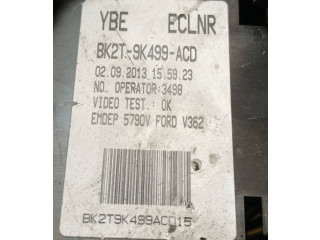 YBE ECLNR
BK2T-9K499-ACD
02.09.2013 15.59.23
NO. OPERATOR:3498
VIDEO TEST.: OK
EMDEP 5790V FORD V362
BK2T9K499ACD15